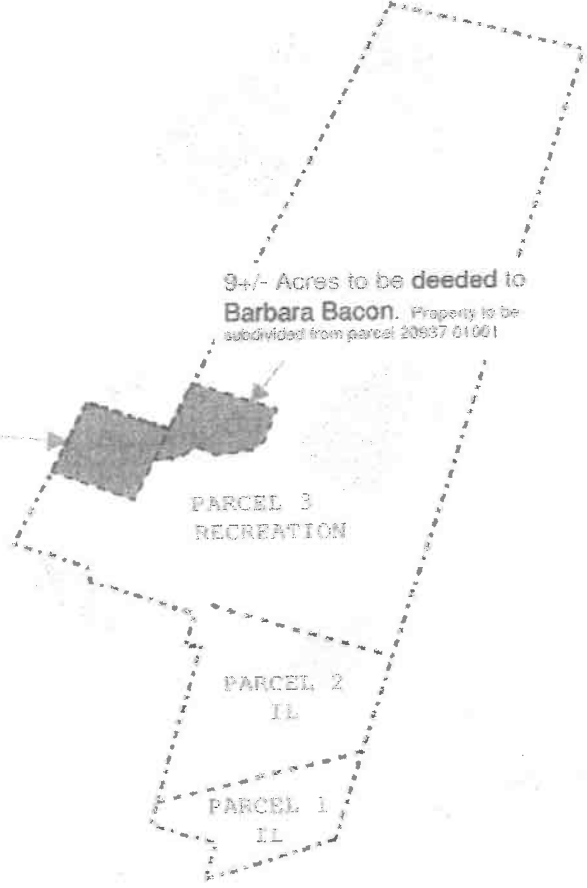 9+/- Acres to be deeded to
Barbara Bacon. Property to be
subdivided from parcel 20937 01001
PARCEL 3
RECREATION
PARCEL 2
IL
PARCEL 1
IL